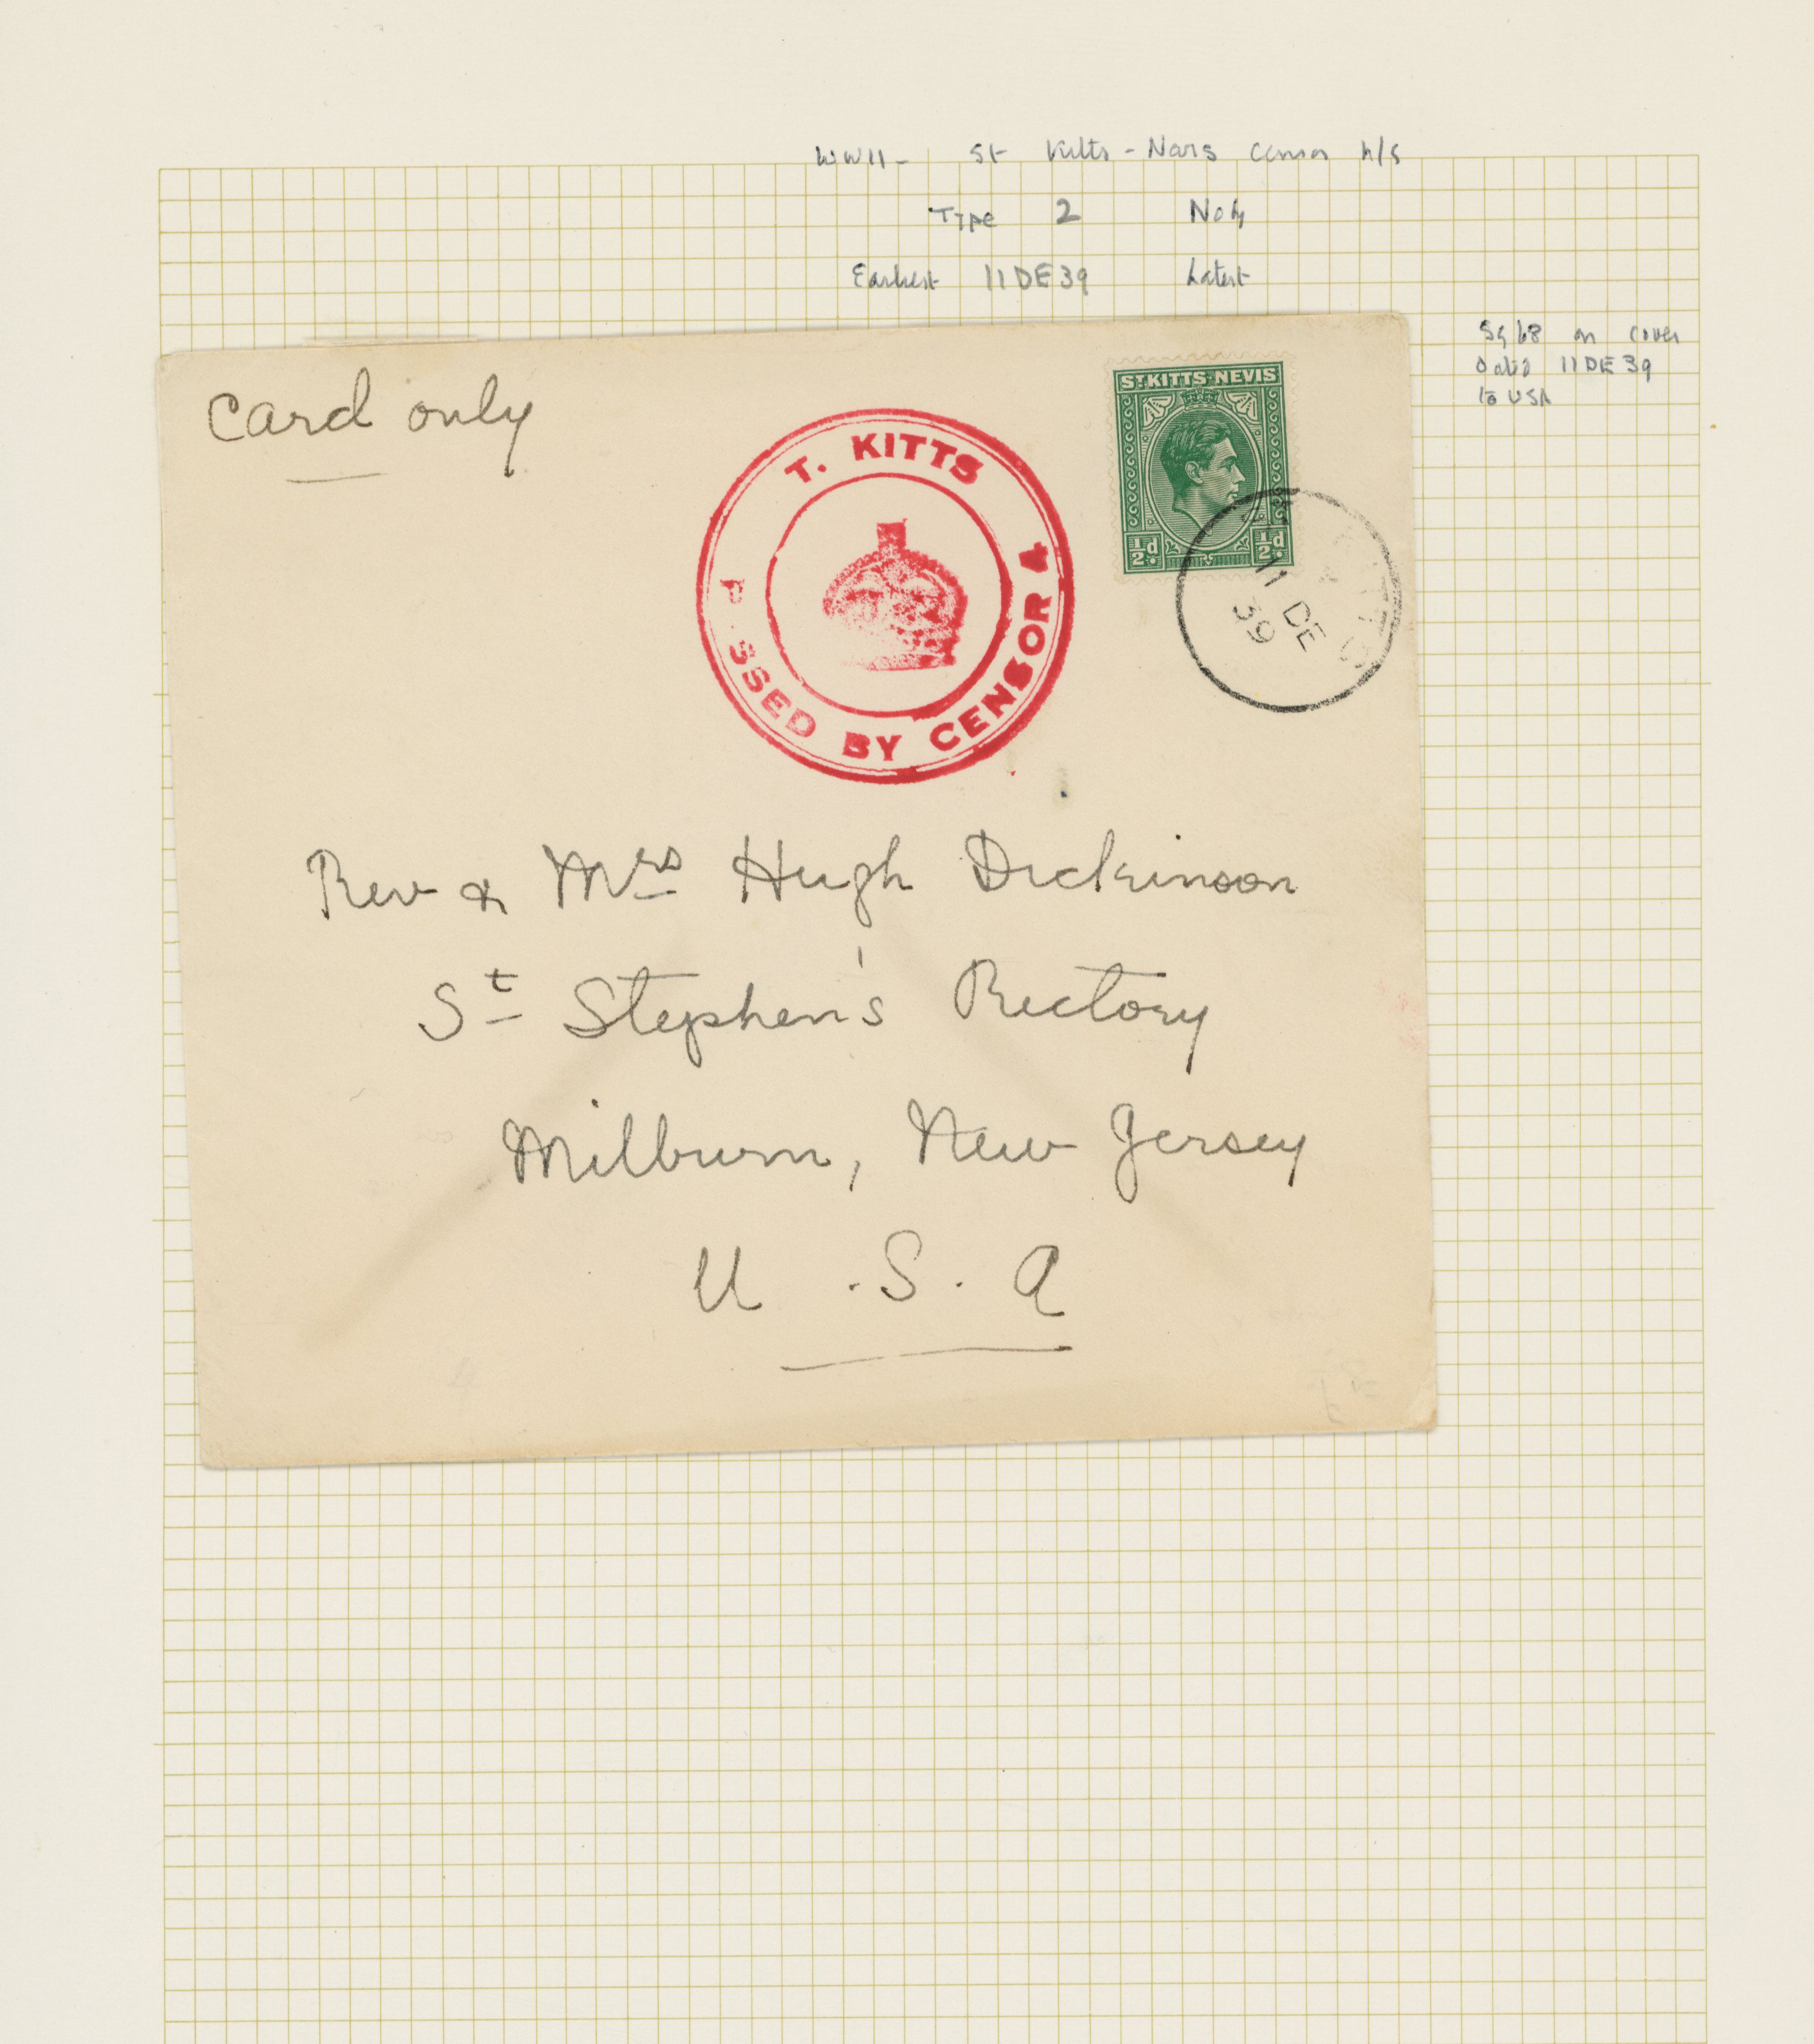 WWII - St Kitts - Nevis censor h/s
Type 2 No 4
Earliest 11 DE 39 Latest
SG 68 on cover
dated 11 DE 39
to USA
card only
ST KITTS-NEVIS
½d ½d
T. KITTS
P SSED BY CENSOR 4
11 DE
39
Rev & Mrs Hugh Dickinson
St Stephen's Rectory
Milburn, New Jersey
U.S.A